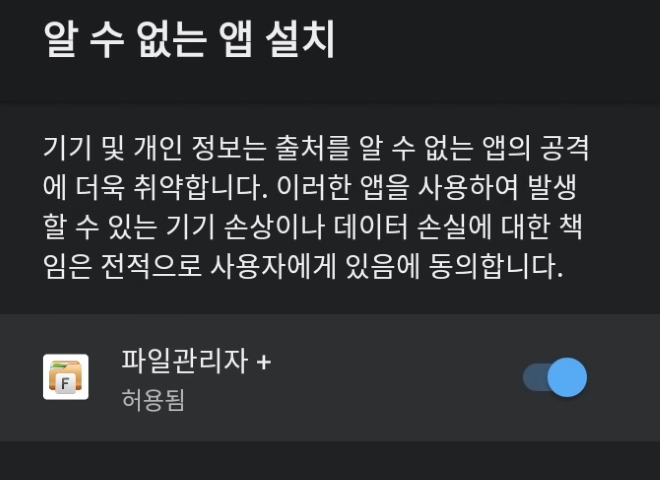 알 수 없는 앱 설치
기기 및 개인 정보는 출처를 알 수 없는 앱의 공격
에 더욱 취약합니다. 이러한 앱을 사용하여 발생
할 수 있는 기기 손상이나 데이터 손실에 대한 책
임은 전적으로 사용자에게 있음에 동의합니다.
F
파일관리자 +
허용됨